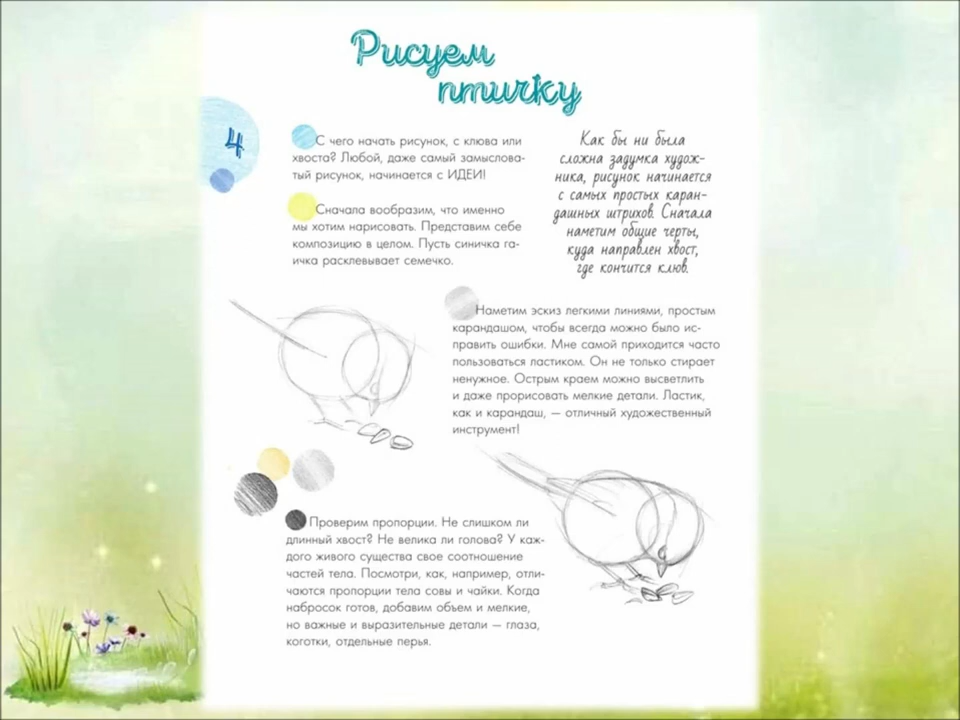 Рисуем
птичку
4
С чего начать рисунок, с клюва или
хвоста? Любой, даже самый замыслова-
тый рисунок, начинается с ИДЕИ!
Сначала вообразим, что именно
мы хотим нарисовать. Представим себе
композицию в целом. Пусть синичка га-
ичка расклевывает семечко.
Как бы ни была
сложна задумка худож-
ника, рисунок начинается
с самых простых каран-
дашных штрихов. Сначала
наметим общие черты,
куда направлен хвост,
где кончится клюв.
Наметим эскиз легкими линиями, простым
карандашом, чтобы всегда можно было ис-
править ошибки. Мне самой приходится часто
пользоваться ластиком. Он не только стирает
ненужное. Острым краем можно высветлить
и даже прорисовать мелкие детали. Ластик,
как и карандаш, — отличный художественный
инструмент!
Проверим пропорции. Не слишком ли
длинный хвост? Не велика ли голова? У каж-
дого живого существа свое соотношение
частей тела. Посмотри, как, например, отли-
чаются пропорции тела совы и чайки. Когда
набросок готов, добавим объем и мелкие,
но важные и выразительные детали — глаза,
коготки, отдельные перья.